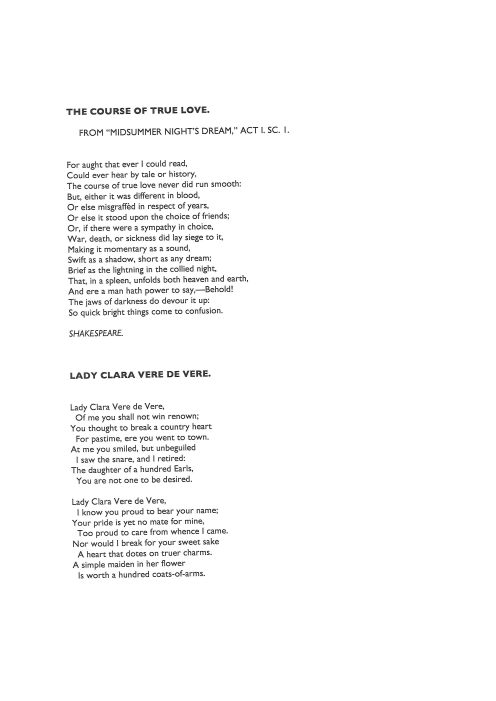 THE COURSE OF TRUE LOVE.
FROM "MIDSUMMER NIGHT'S DREAM," ACT I. SC. 1.
For aught that ever I could read,
Could ever hear by tale or history,
The course of true love never did run smooth:
But, either it was different in blood,
Or else misgraffèd in respect of years,
Or else it stood upon the choice of friends;
Or, if there were a sympathy in choice,
War, death, or sickness did lay siege to it,
Making it momentary as a sound,
Swift as a shadow, short as any dream;
Brief as the lightning in the collied night,
That, in a spleen, unfolds both heaven and earth,
And ere a man hath power to say,—Behold!
The jaws of darkness do devour it up:
So quick bright things come to confusion.
SHAKESPEARE.
LADY CLARA VERE DE VERE.
Lady Clara Vere de Vere,
Of me you shall not win renown;
You thought to break a country heart
For pastime, ere you went to town.
At me you smiled, but unbeguiled
I saw the snare, and I retired:
The daughter of a hundred Earls,
You are not one to be desired.
Lady Clara Vere de Vere,
I know you proud to bear your name;
Your pride is yet no mate for mine,
Too proud to care from whence I came.
Nor would I break for your sweet sake
A heart that dotes on truer charms.
A simple maiden in her flower
Is worth a hundred coats-of-arms.